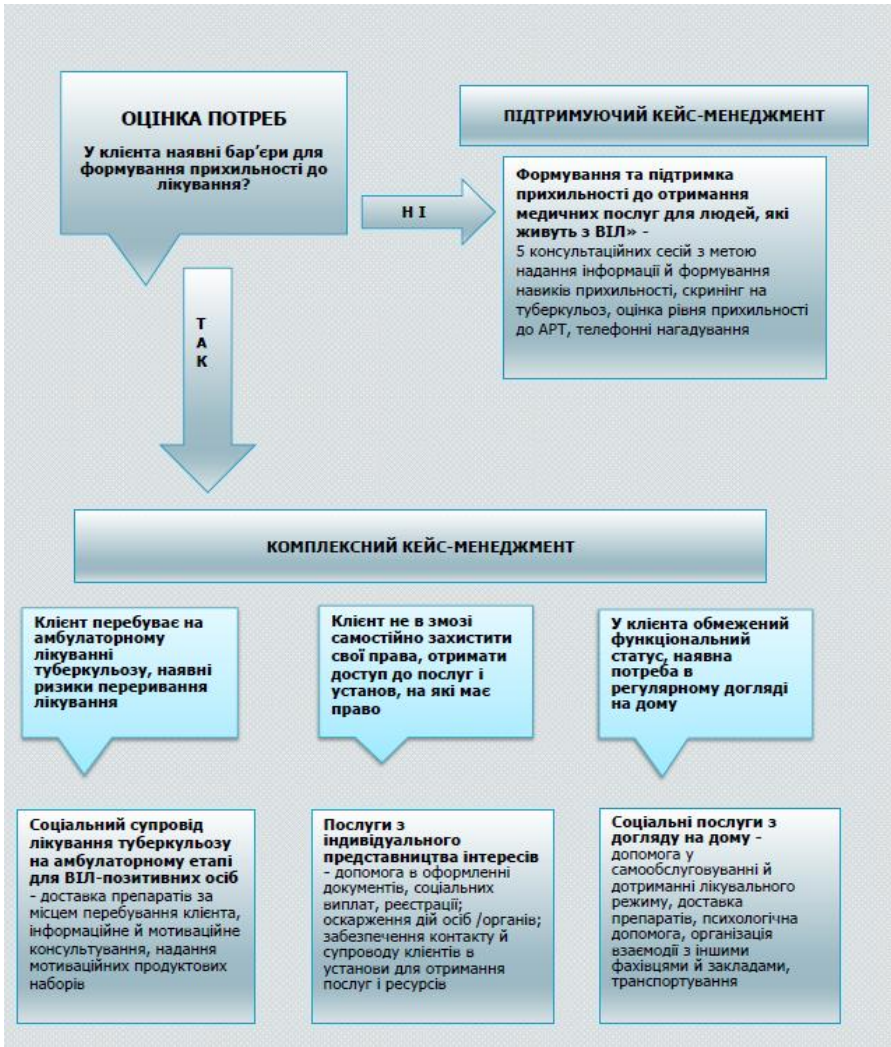 ОЦІНКА ПОТРЕБ
У клієнта наявні бар’єри для
формування прихильності до
лікування?
Н І
ПІДТРИМУЮЧИЙ КЕЙС-МЕНЕДЖМЕНТ
Формування та підтримка
прихильності до отримання
медичних послуг для людей, які
живуть з ВІЛ» -
5 консультаційних сесій з метою
надання інформації й формування
навиків прихильності, скринінг на
туберкульоз, оцінка рівня прихильності
до АРТ, телефонні нагадування
Т
А
К
КОМПЛЕКСНИЙ КЕЙС-МЕНЕДЖМЕНТ
Клієнт перебуває на
амбулаторному
лікуванні
туберкульозу, наявні
ризики переривання
лікування
Клієнт не в змозі
самостійно захистити
свої права, отримати
доступ до послуг і
установ, на які має
право
У клієнта обмежений
функціональний
статус, наявна
потреба в
регулярному догляді
на дому
Соціальний супровід
лікування туберкульозу
на амбулаторному етапі
для ВІЛ-позитивних осіб
- доставка препаратів за
місцем перебування клієнта,
інформаційне й мотиваційне
консультування, надання
мотиваційних продуктових
наборів
Послуги з
індивідуального
представництва інтересів
- допомога в оформленні
документів, соціальних
виплат, реєстрації;
оскарження дій осіб /органів;
забезпечення контакту й
супроводу клієнтів в
установи для отримання
послуг і ресурсів
Соціальні послуги з
догляду на дому -
допомога у
самообслуговуванні й
дотриманні лікувального
режиму, доставка
препаратів, психологічна
допомога, організація
взаємодії з іншими
фахівцями й закладами,
транспортування